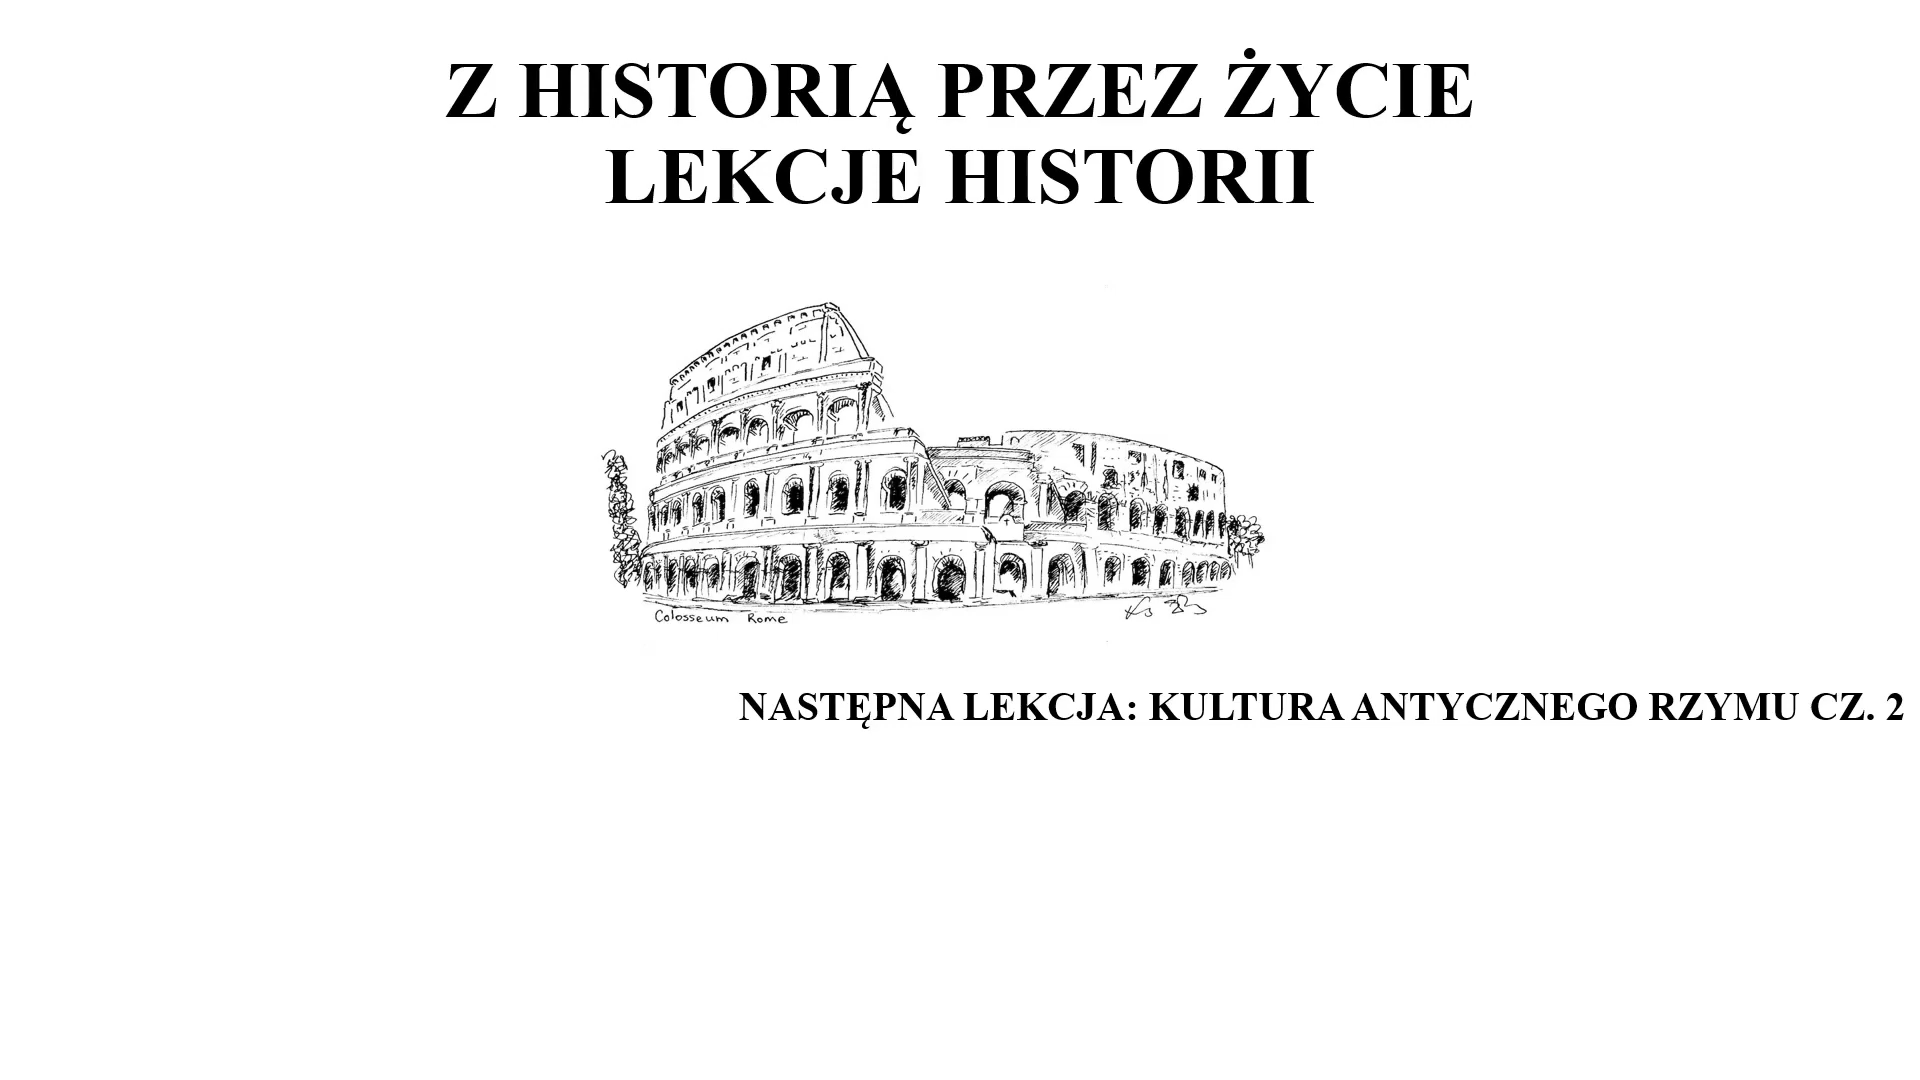 Z HISTORIĄ PRZEZ ŻYCIE
LEKCJE HISTORII
Colosseum Rome
NASTĘPNA LEKCJA: KULTURA ANTYCZNEGO RZYMU CZ. 2